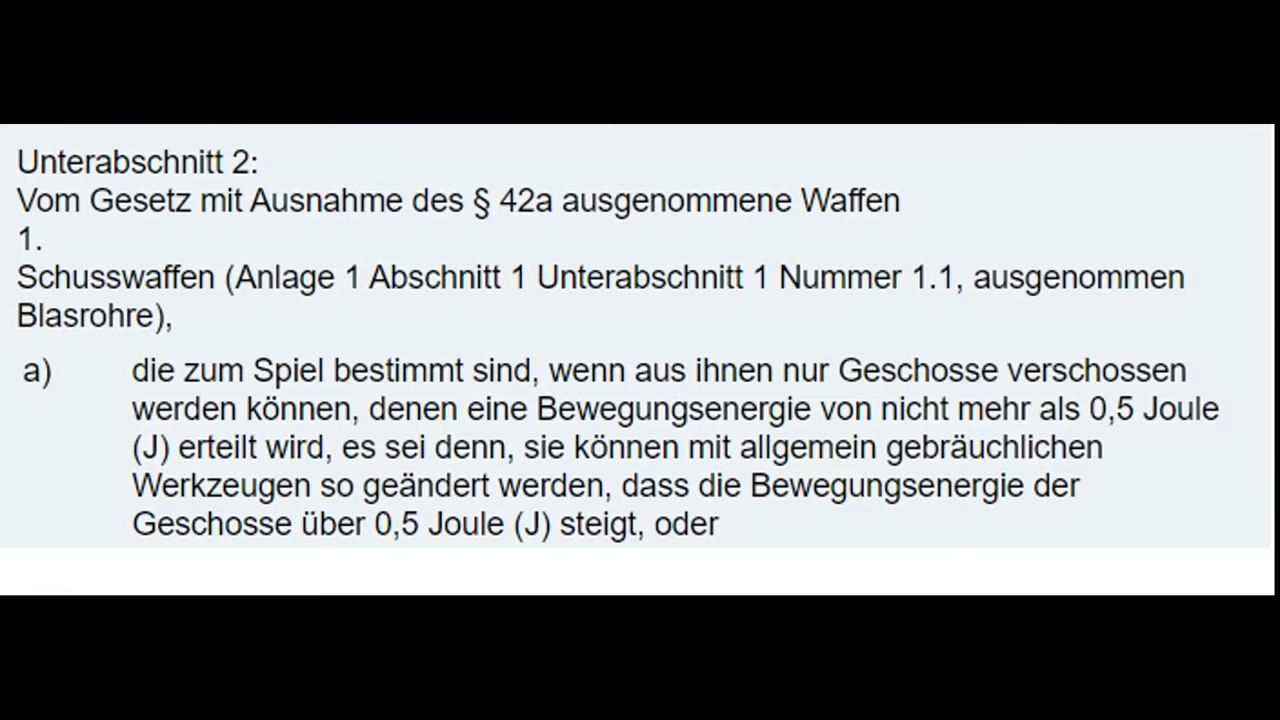 Unterabschnitt 2:
Vom Gesetz mit Ausnahme des § 42a ausgenommene Waffen
1.
Schusswaffen (Anlage 1 Abschnitt 1 Unterabschnitt 1 Nummer 1.1, ausgenommen
Blasrohre),
a) die zum Spiel bestimmt sind, wenn aus ihnen nur Geschosse verschossen
werden können, denen eine Bewegungsenergie von nicht mehr als 0,5 Joule
(J) erteilt wird, es sei denn, sie können mit allgemein gebräuchlichen
Werkzeugen so geändert werden, dass die Bewegungsenergie der
Geschosse über 0,5 Joule (J) steigt, oder